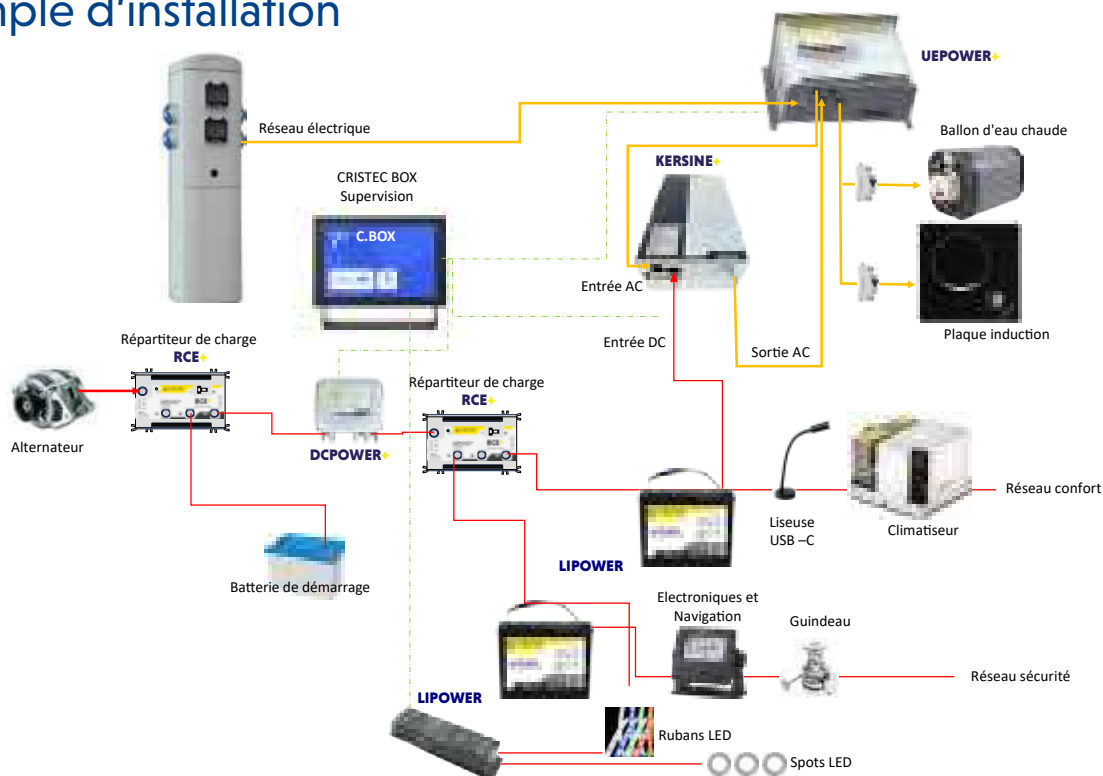 mple d'installation
UEPOWER+
Réseau électrique
Ballon d'eau chaude
KERSINE+
CRISTEC BOX
Supervision
C.BOX
Entrée AC
Plaque induction
Entrée DC
Sortie AC
Répartiteur de charge
RCE+
Répartiteur de charge
RCE+
Alternateur
DCPOWER+
Réseau confort
Liseuse
USB –C
Climatiseur
LIPOWER
Batterie de démarrage
Electroniques et
Navigation
Guindeau
Réseau sécurité
LIPOWER
Rubans LED
Spots LED